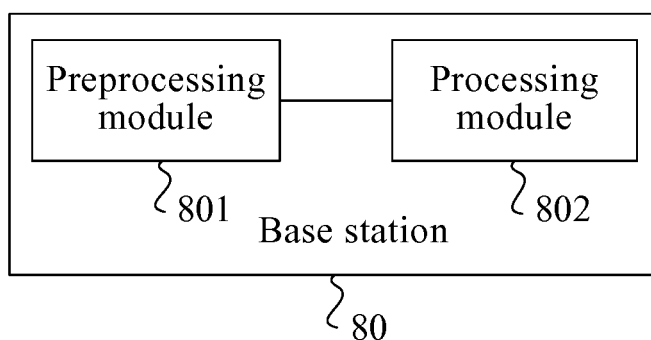 Preprocessing
module
Processing
module
801
802
Base station
80